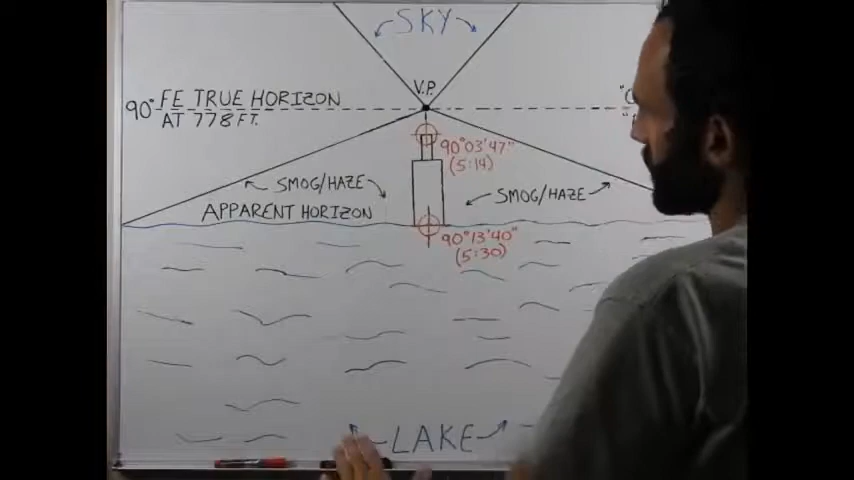 SKY
V.P.
90° FE TRUE HORIZON
AT 778 FT.
90°03'47"
(5:14)
SMOG/HAZE
SMOG/HAZE
APPARENT HORIZON
90°13'40"
(5:30)
LAKE